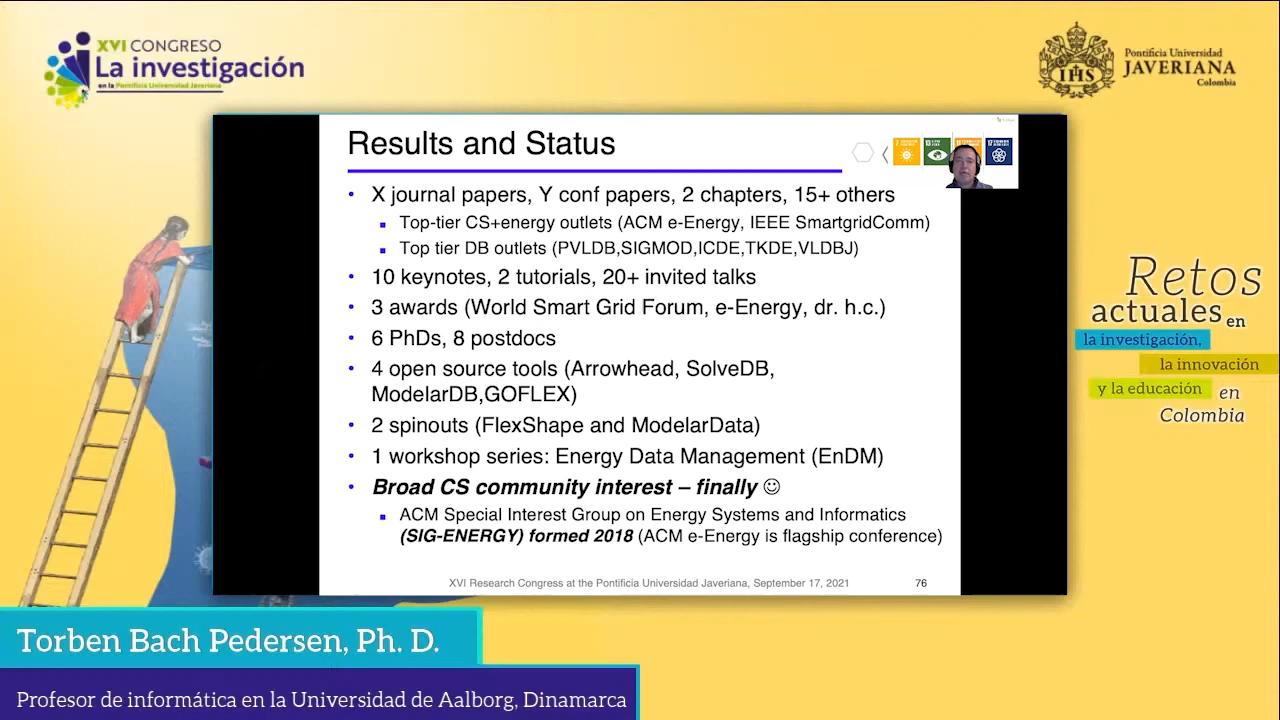 XVI CONGRESO
La investigación
en la Pontificia Universidad Javeriana
Pontificia Universidad
JAVERIANA
Colombia
IHS
Results and Status
• X journal papers, Y conf papers, 2 chapters, 15+ others
▪ Top-tier CS+energy outlets (ACM e-Energy, IEEE SmartgridComm)
▪ Top tier DB outlets (PVLDB,SIGMOD,ICDE,TKDE,VLDBJ)
• 10 keynotes, 2 tutorials, 20+ invited talks
• 3 awards (World Smart Grid Forum, e-Energy, dr. h.c.)
• 6 PhDs, 8 postdocs
• 4 open source tools (Arrowhead, SolveDB,
ModelarDB,GOFLEX)
• 2 spinouts (FlexShape and ModelarData)
• 1 workshop series: Energy Data Management (EnDM)
• Broad CS community interest – finally ☺
▪ ACM Special Interest Group on Energy Systems and Informatics
(SIG-ENERGY) formed 2018 (ACM e-Energy is flagship conference)
XVI Research Congress at the Pontificia Universidad Javeriana, September 17, 2021
76
Retos
actuales en
la investigación,
la innovación
y la educación en
Colombia
Torben Bach Pedersen, Ph. D.
Profesor de informática en la Universidad de Aalborg, Dinamarca